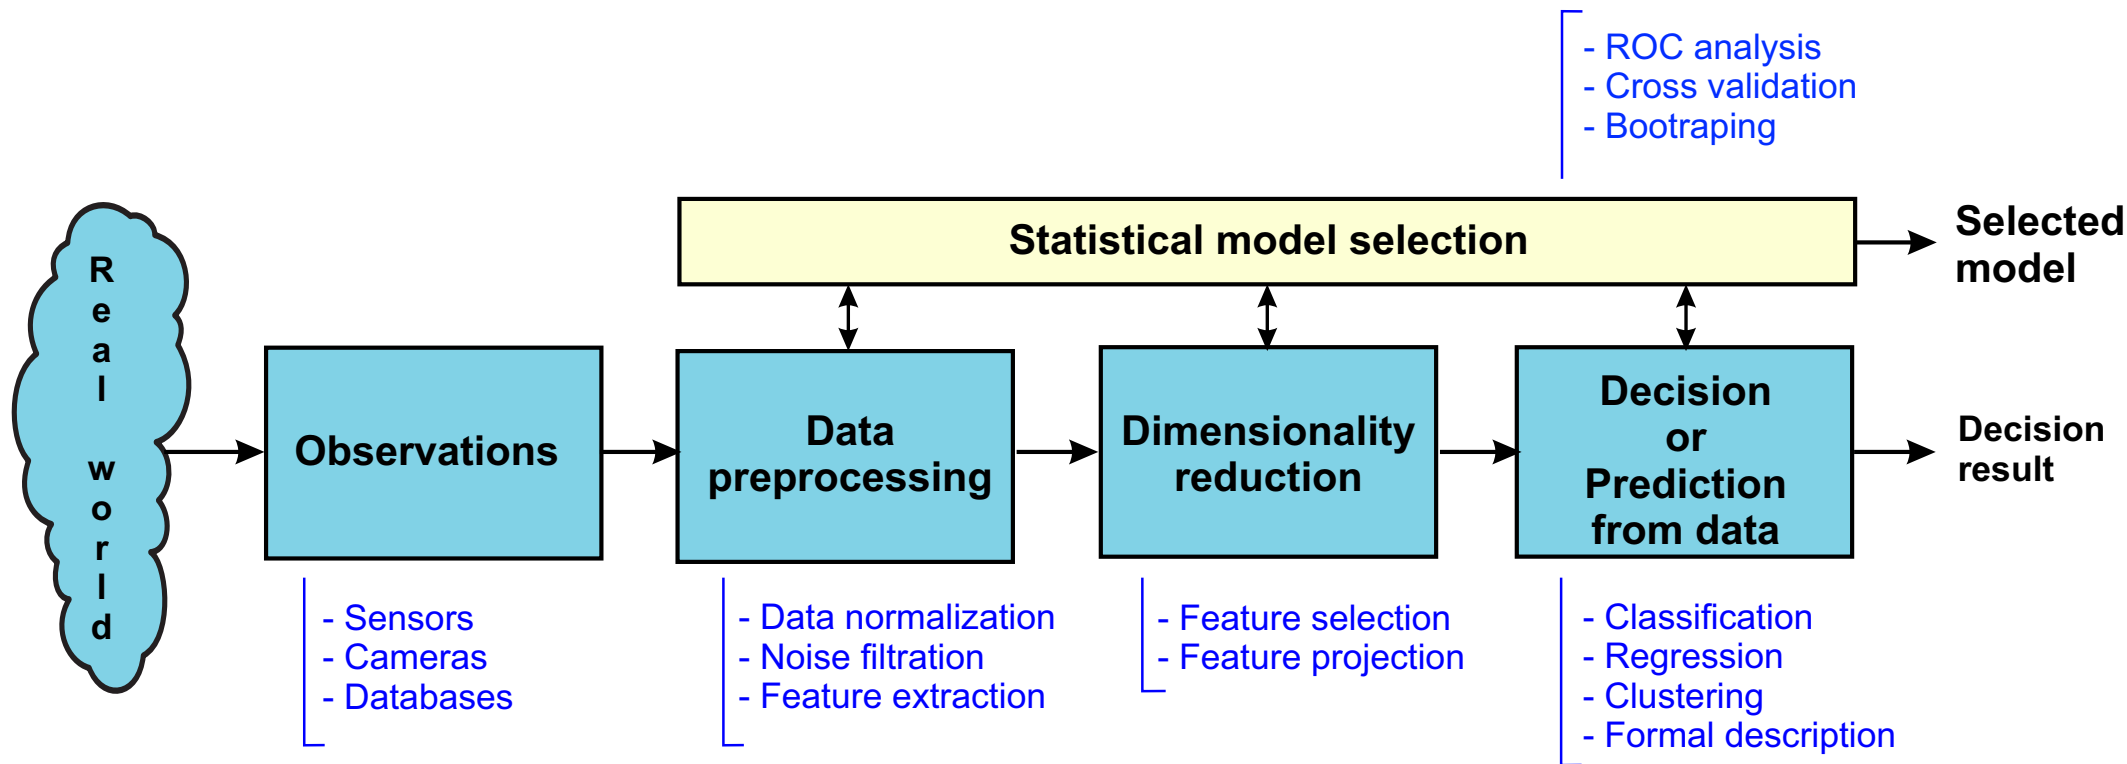 - ROC analysis
- Cross validation
- Bootraping
Statistical model selection
Selected
model
Real world
Observations
Data
preprocessing
Dimensionality
reduction
Decision
or
Prediction
from data
Decision
result
- Sensors
- Cameras
- Databases
- Data normalization
- Noise filtration
- Feature extraction
- Feature selection
- Feature projection
- Classification
- Regression
- Clustering
- Formal description